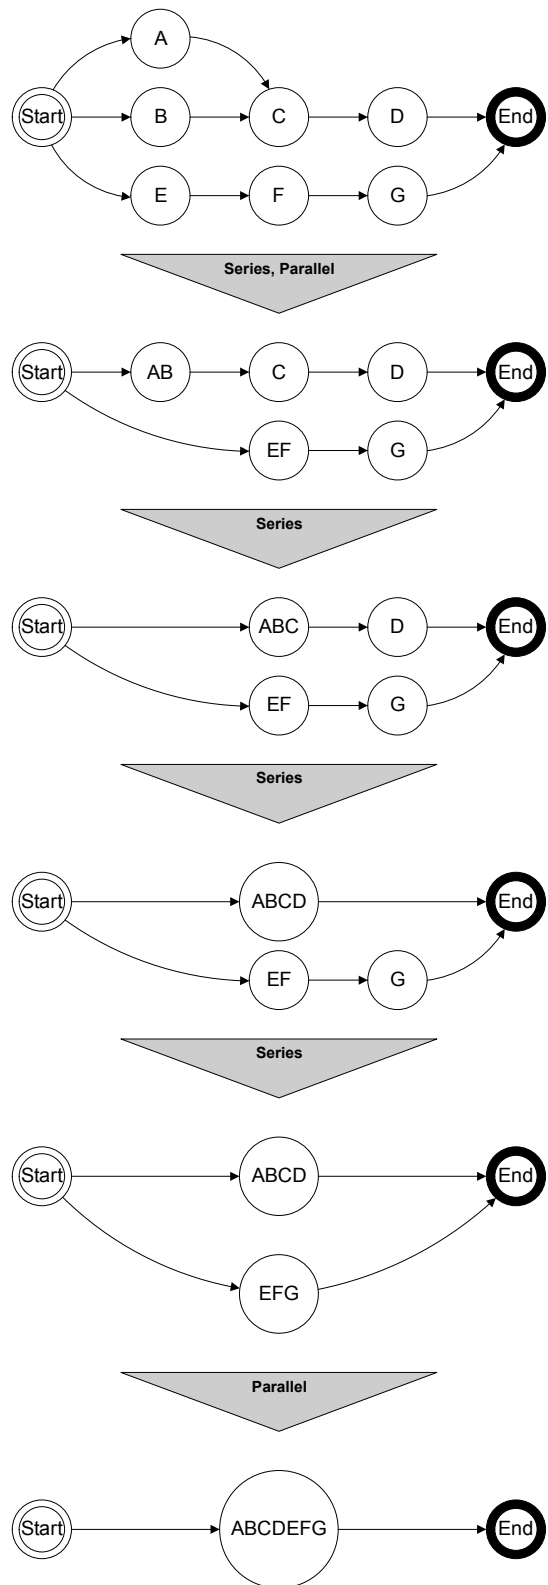 A
Start B C D End
E F G
Series, Parallel
Start AB C D End
EF G
Series
Start ABC D End
EF G
Series
Start ABCD End
EF G
Series
Start ABCD End
EFG
Parallel
Start ABCDEFG End